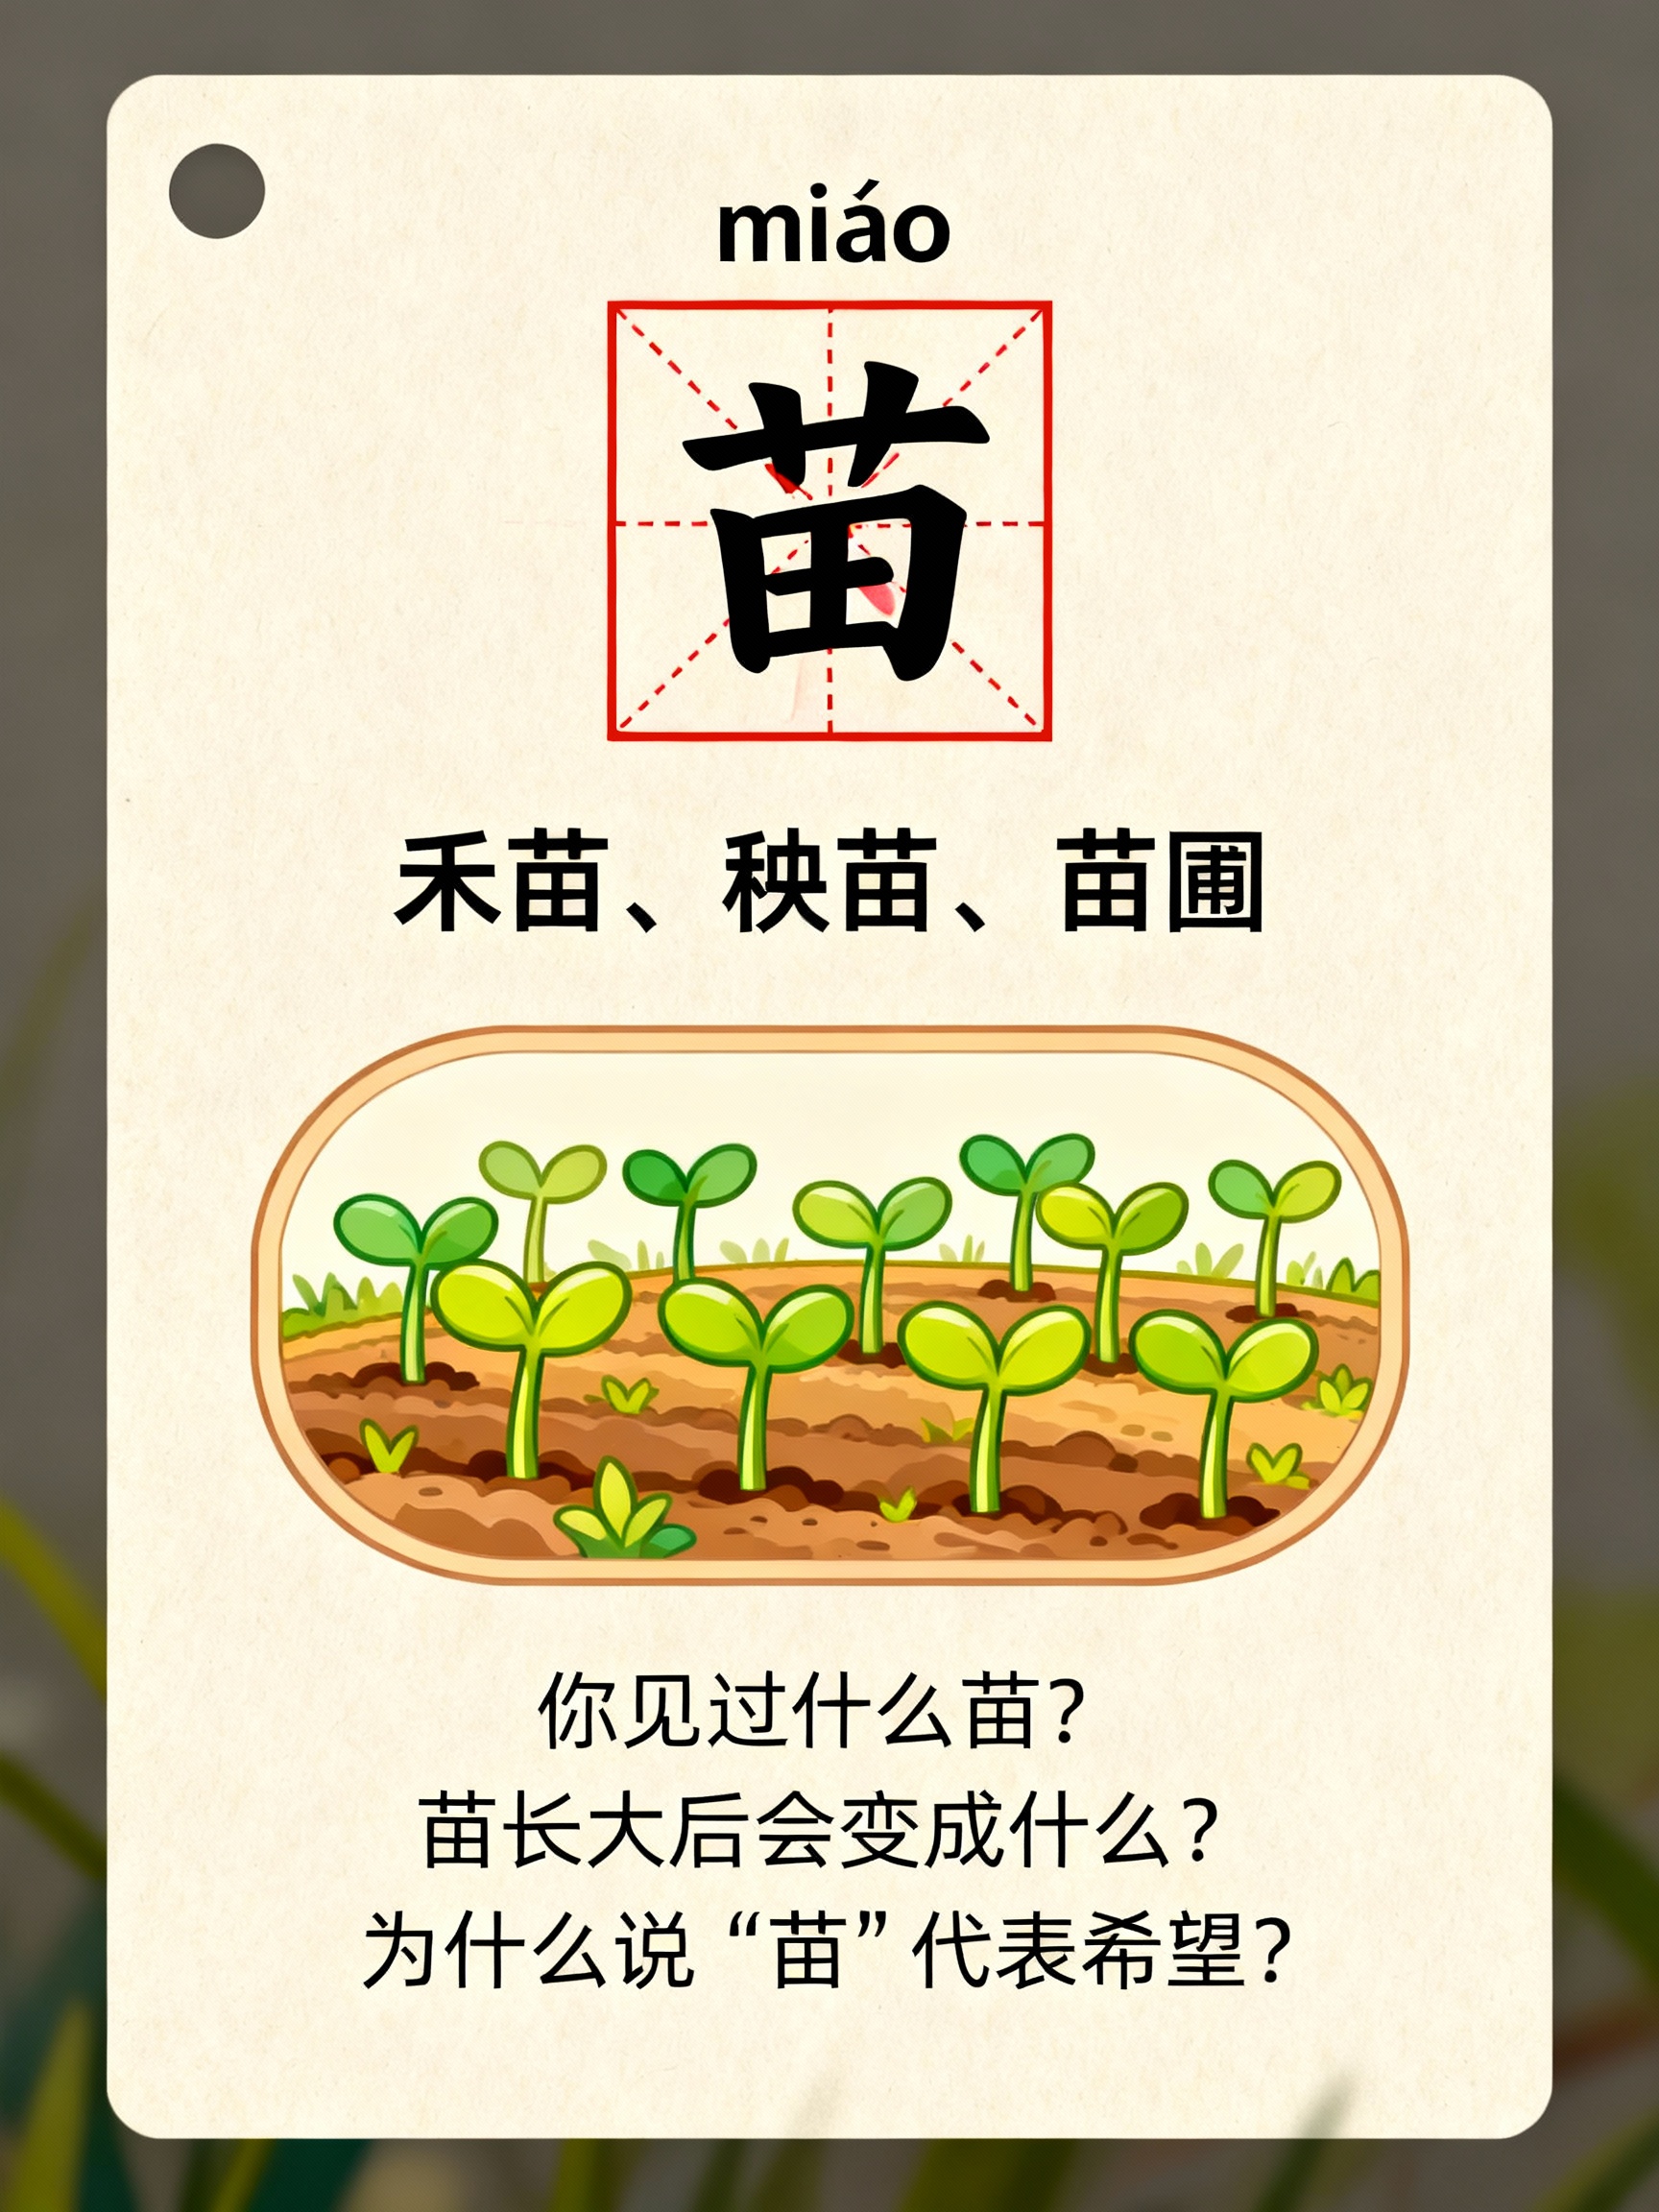 miáo
苗
禾苗、秧苗、苗圃
你见过什么苗？
苗长大后会变成什么？
为什么说“苗”代表希望？